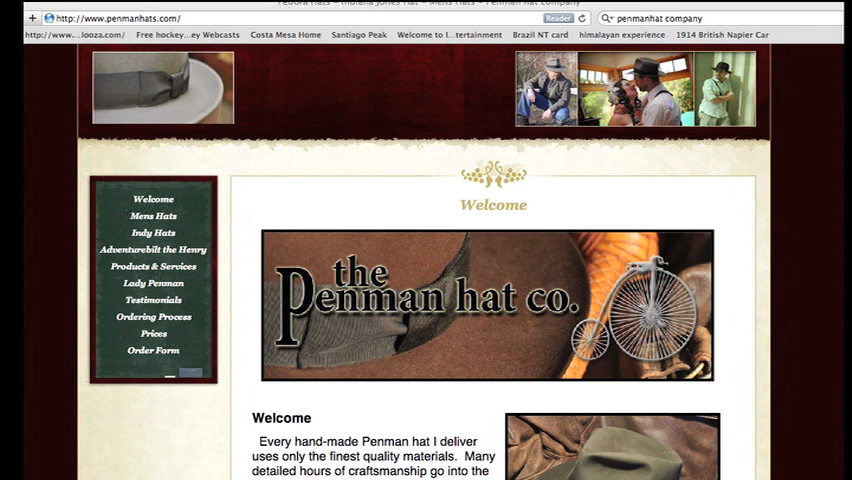 Fedora Hats - Indiana Jones Hat - Mens Hats - Penman hat company
http://www.penmanhats.com/
Reader
penmanhat company
http://www....looza.com/ Free hockey...ey Webcasts Costa Mesa Home Santiago Peak Welcome to I...tertainment Brazil NT card himalayan experience 1914 British Napier Car
Welcome
Mens Hats
Indy Hats
Adventurebilt the Henry
Products & Services
Lady Penman
Testimonials
Ordering Process
Prices
Order Form
Welcome
the
Penman hat co.
Welcome
Every hand-made Penman hat I deliver
uses only the finest quality materials. Many
detailed hours of craftsmanship go into the